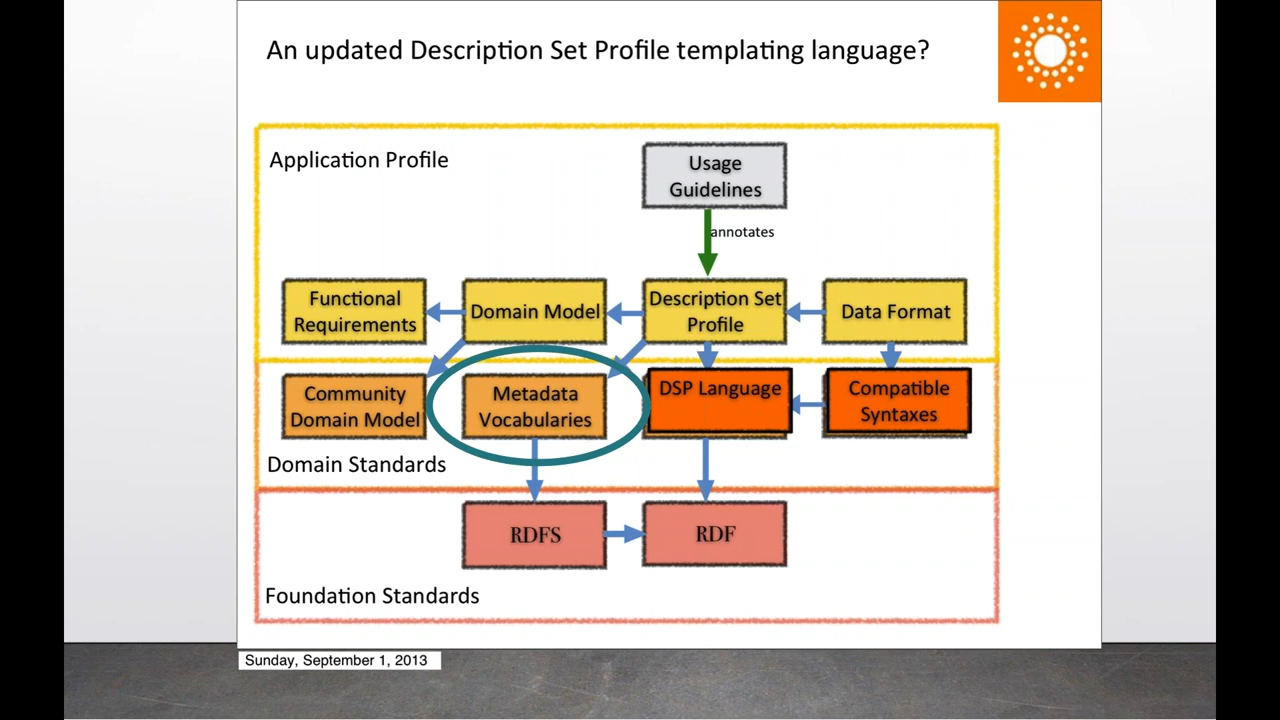 An updated Description Set Profile templating language?
Application Profile
Usage
Guidelines
annotates
Functional
Requirements
Domain Model
Description Set
Profile
Data Format
Community
Domain Model
Metadata
Vocabularies
DSP Language
Compatible
Syntaxes
Domain Standards
RDFS
RDF
Foundation Standards
Sunday, September 1, 2013